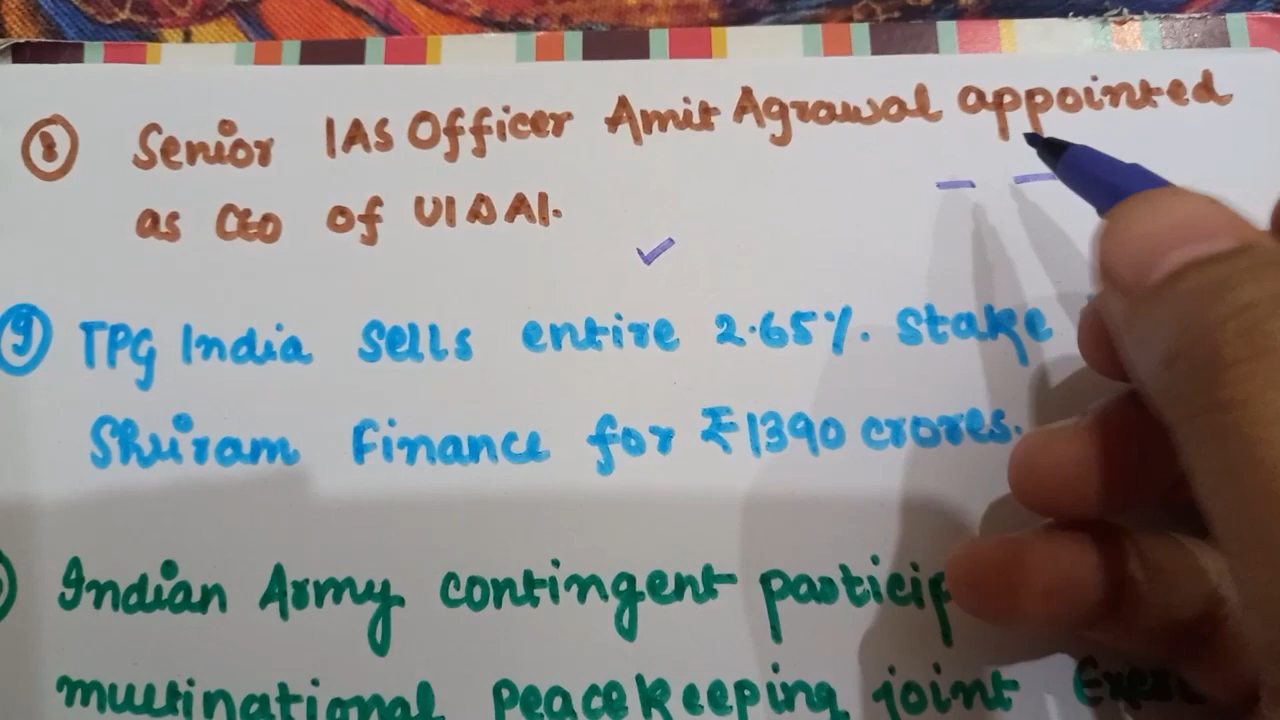 8 Senior IAS Officer Amit Agrawal appointed
as CEO of UIDAI.
9 TPG India sells entire 2.65% stake
Shriram Finance for ₹1390 crores.
Indian Army contingent particip
multinational peacekeeping joint Exer